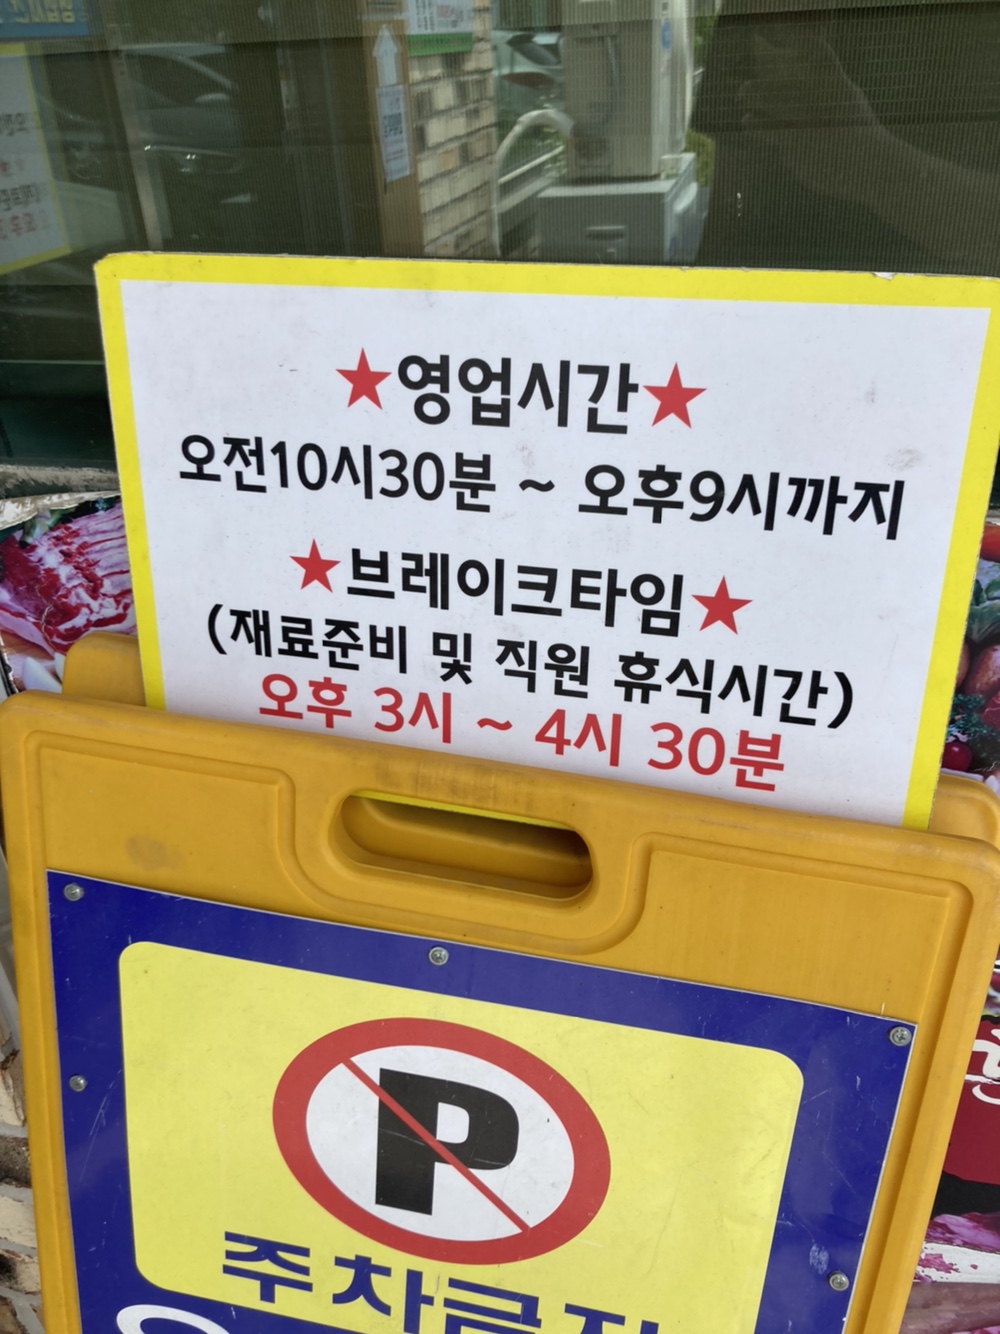 ★영업시간★
오전10시30분 ~ 오후9시까지
★브레이크타임★
(재료준비 및 직원 휴식시간)
오후 3시 ~ 4시 30분
P
주차금지